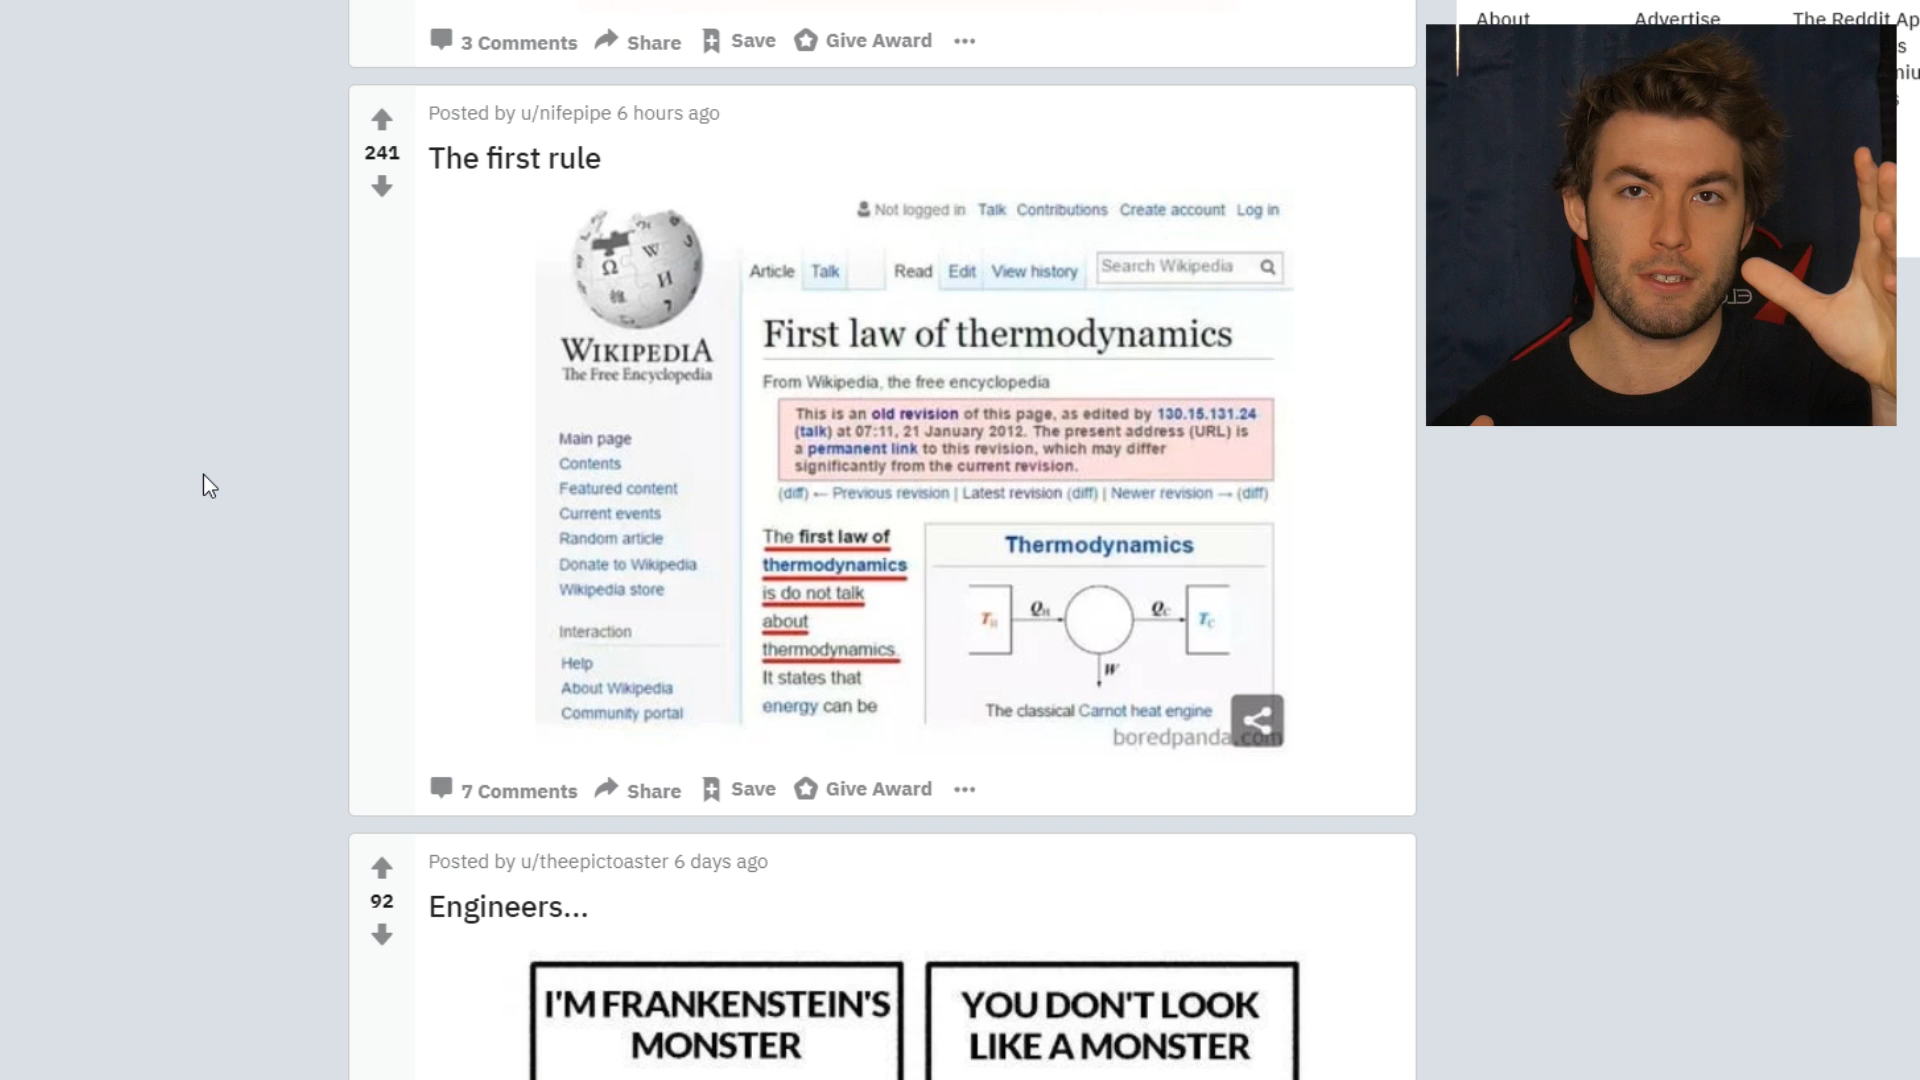 3 Comments Share Save Give Award
About Advertise The Reddit Ap
241
Posted by u/nifepipe 6 hours ago
The first rule
Not logged in Talk Contributions Create account Log in
Article Talk Read Edit View history Search Wikipedia
WIKIPEDIA
The Free Encyclopedia
First law of thermodynamics
From Wikipedia, the free encyclopedia
This is an old revision of this page, as edited by 130.15.131.24
(talk) at 07:11, 21 January 2012. The present address (URL) is
a permanent link to this revision, which may differ
significantly from the current revision.
(diff) ← Previous revision | Latest revision (diff) | Newer revision → (diff)
Main page
Contents
Featured content
Current events
Random article
Donate to Wikipedia
Wikipedia store
Interaction
Help
About Wikipedia
Community portal
The first law of
thermodynamics
is do not talk
about
thermodynamics.
It states that
energy can be
Thermodynamics
TH QH QC TC
W
The classical Carnot heat engine
boredpanda.com
7 Comments Share Save Give Award
92
Posted by u/theepictoaster 6 days ago
Engineers...
I'M FRANKENSTEIN'S
MONSTER
YOU DON'T LOOK
LIKE A MONSTER